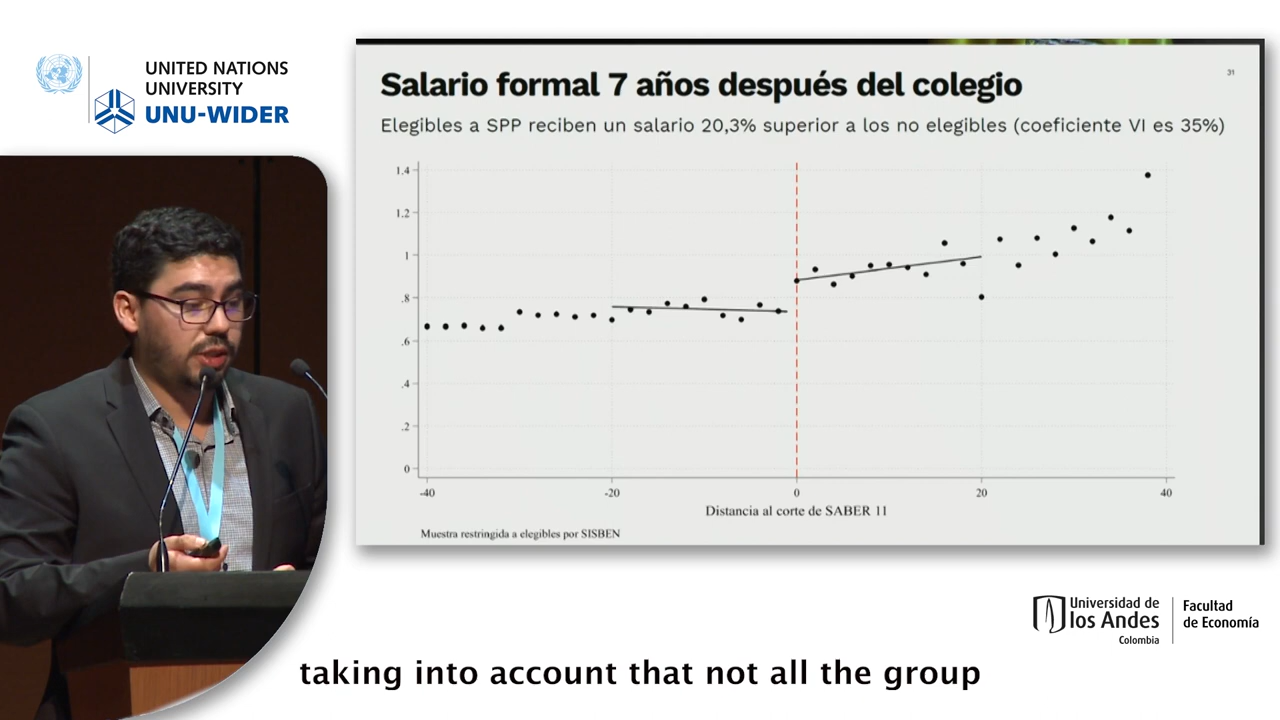 UNITED NATIONS
UNIVERSITY
UNU-WIDER
31
Salario formal 7 años después del colegio
Elegibles a SPP reciben un salario 20,3% superior a los no elegibles (coeficiente VI es 35%)
1.4
1.2
1
.8
.6
.4
.2
0
-40
-20
0
20
40
Distancia al corte de SABER 11
Muestra restringida a elegibles por SISBEN
Universidad de
los Andes
Colombia
Facultad
de Economía
taking into account that not all the group